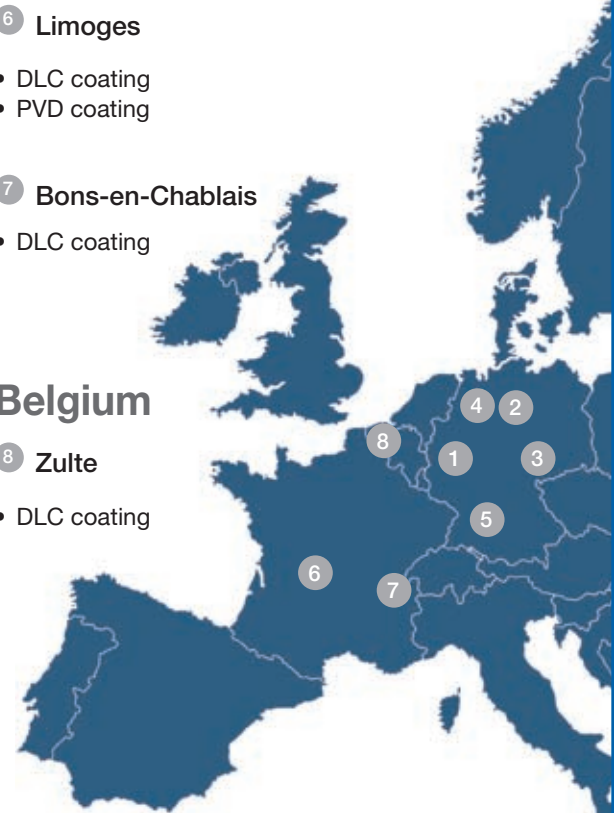 6 Limoges
• DLC coating
• PVD coating
7 Bons-en-Chablais
• DLC coating
Belgium
8 Zulte
• DLC coating
4
2
8
1
3
5
6
7